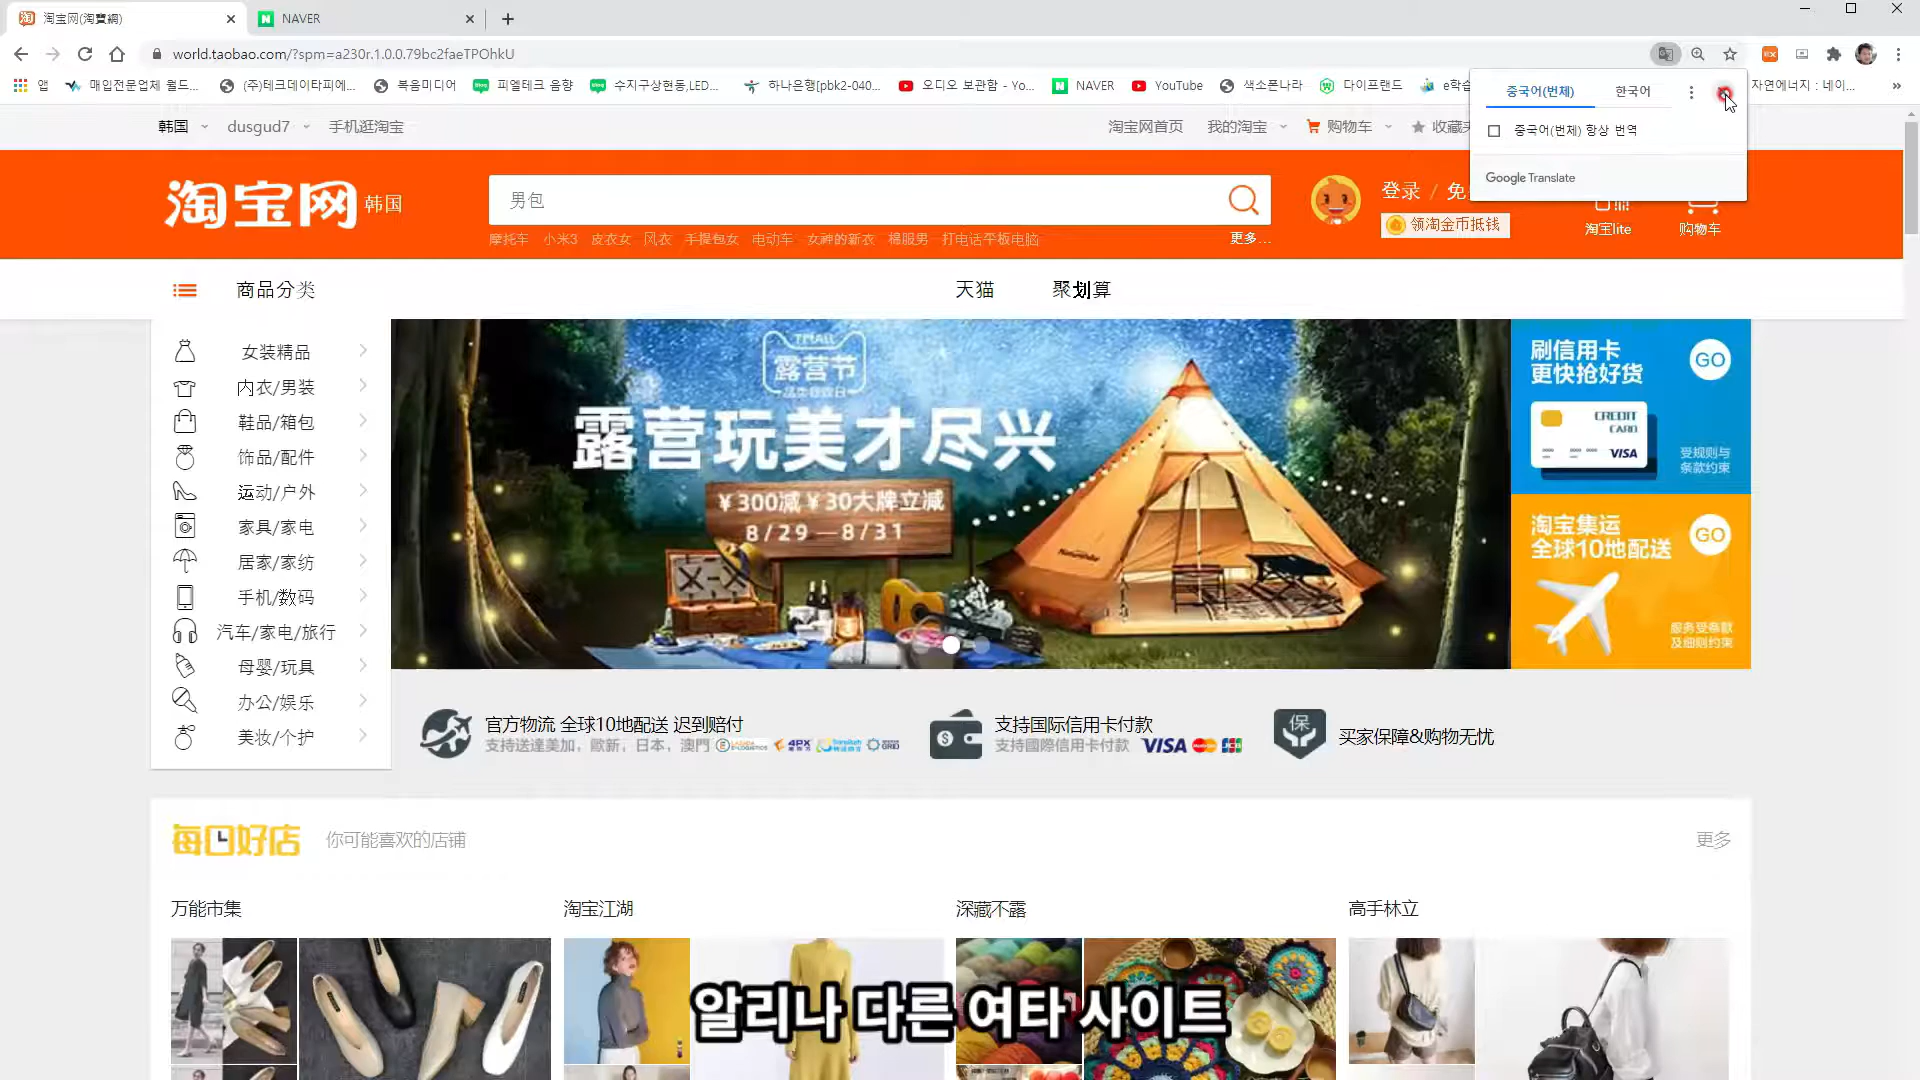 淘宝网(淘寶網)
NAVER
world.taobao.com/?spm=a230r.1.0.0.79bc2faeTPOhkU
앱
매입전문업체 월드...
(주)테크데이타피에...
복음미디어
피엘테크 음향
수지구상현동,LED...
하나은행[pbk2-040...
오디오 보관함 - Yo...
NAVER
YouTube
색소폰나라
다이프랜드
e학습
자연에너지 : 네이...
중국어(번체)
한국어
중국어(번체) 항상 번역
Google Translate
韩国
dusgud7
手机逛淘宝
淘宝网首页
我的淘宝
购物车
收藏夹
淘宝网 韩国
男包
登录 / 免
领淘金币抵钱
淘宝lite
购物车
摩托车 小米3 皮衣女 风衣 手提包女 电动车 女神的新衣 棉服男 打电话平板电脑
更多...
商品分类
天猫
聚划算
女装精品
内衣/男装
鞋品/箱包
饰品/配件
运动/户外
家具/家电
居家/家纺
手机/数码
汽车/家电/旅行
母婴/玩具
办公/娱乐
美妆/个护
TMALL
露营节
露营玩美才尽兴
¥300减¥30大牌立减
8/29—8/31
刷信用卡
更快抢好货
GO
CREDIT
CARD
VISA
受规则与
条款约束
淘宝集运
全球10地配送
GO
服务受条款
及细则约束
官方物流 全球10地配送 迟到赔付
支持送達美加，歐新，日本，澳門
4PX
支持国际信用卡付款
支持國際信用卡付款 VISA
JCB
保
买家保障&购物无忧
每日好店
你可能喜欢的店铺
更多
万能市集
淘宝江湖
深藏不露
高手林立
알리나 다른 여타 사이트